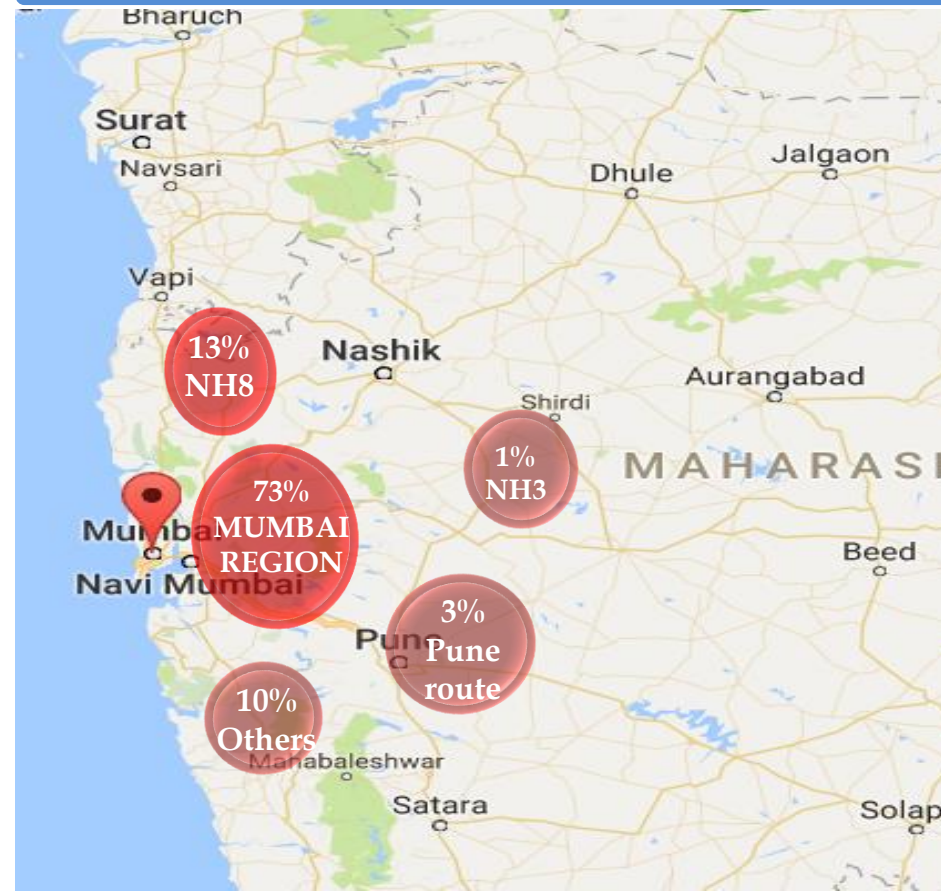 Bharuch
Surat
Navsari
Dhule
Jalgaon
Vapi
13%
NH8
Nashik
Aurangabad
Shirdi
1%
NH3
MAHARAS
73%
MUMBAI
REGION
Mumba
Navi Mumbai
Beed
3%
Pune
Pune
route
10%
Others
Mahabaleshwar
Satara
Solap